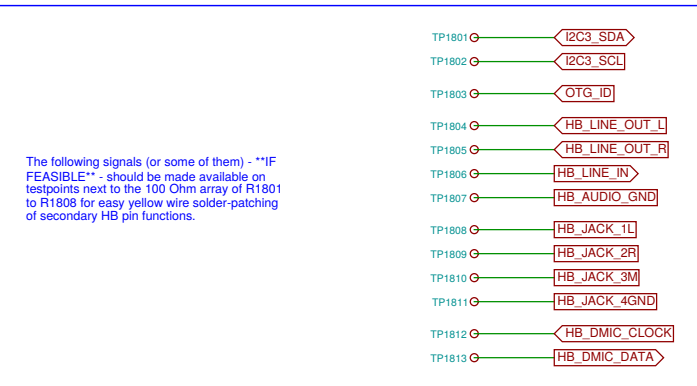 TP1801 I2C3_SDA
TP1802 I2C3_SCL
TP1803 OTG_ID
TP1804 HB_LINE_OUT_L
TP1805 HB_LINE_OUT_R
The following signals (or some of them) - **IF
FEASIBLE** - should be made available on
testpoints next to the 100 Ohm array of R1801
to R1808 for easy yellow wire solder-patching
of secondary HB pin functions.
TP1806 HB_LINE_IN
TP1807 HB_AUDIO_GND
TP1808 HB_JACK_1L
TP1809 HB_JACK_2R
TP1810 HB_JACK_3M
TP1811 HB_JACK_4GND
TP1812 HB_DMIC_CLOCK
TP1813 HB_DMIC_DATA